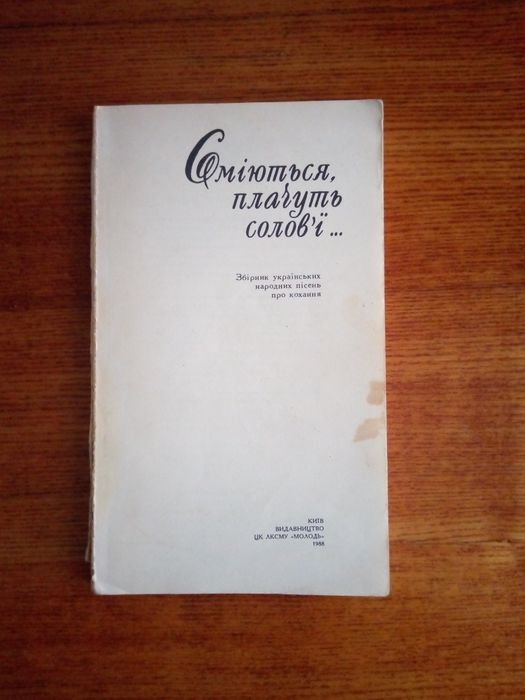 Сміються,
плачуть
солов'ї...
Збірник українських
народних пісень
про кохання
КИЇВ
ВИДАВНИЦТВО
ЦК ЛКСМУ «МОЛОДЬ»
1988